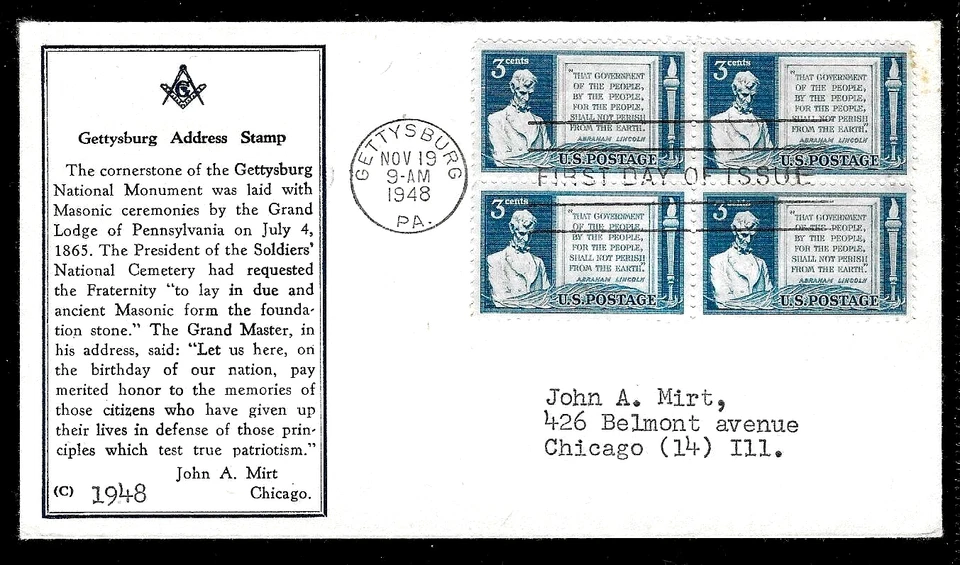 G
Gettysburg Address Stamp
The cornerstone of the Gettysburg
National Monument was laid with
Masonic ceremonies by the Grand
Lodge of Pennsylvania on July 4,
1865. The President of the Soldiers'
National Cemetery had requested
the Fraternity "to lay in due and
ancient Masonic form the founda-
tion stone." The Grand Master, in
his address, said: "Let us here, on
the birthday of our nation, pay
merited honor to the memories of
those citizens who have given up
their lives in defense of those prin-
ciples which test true patriotism."
John A. Mirt
(C) 1948 Chicago.
GETTYSBURG
NOV 19
9-AM
1948
PA.
FIRST DAY OF ISSUE
3 cents
"THAT GOVERNMENT
OF THE PEOPLE,
BY THE PEOPLE,
FOR THE PEOPLE,
SHALL NOT PERISH
FROM THE EARTH."
ABRAHAM LINCOLN
U.S. POSTAGE
3 cents
"THAT GOVERNMENT
OF THE PEOPLE,
BY THE PEOPLE,
FOR THE PEOPLE,
SHALL NOT PERISH
FROM THE EARTH."
ABRAHAM LINCOLN
U.S. POSTAGE
3 cents
"THAT GOVERNMENT
OF THE PEOPLE,
BY THE PEOPLE,
FOR THE PEOPLE,
SHALL NOT PERISH
FROM THE EARTH."
ABRAHAM LINCOLN
U.S. POSTAGE
3 cents
"THAT GOVERNMENT
OF THE PEOPLE,
BY THE PEOPLE,
FOR THE PEOPLE,
SHALL NOT PERISH
FROM THE EARTH."
ABRAHAM LINCOLN
U.S. POSTAGE
John A. Mirt,
426 Belmont avenue
Chicago (14) Ill.